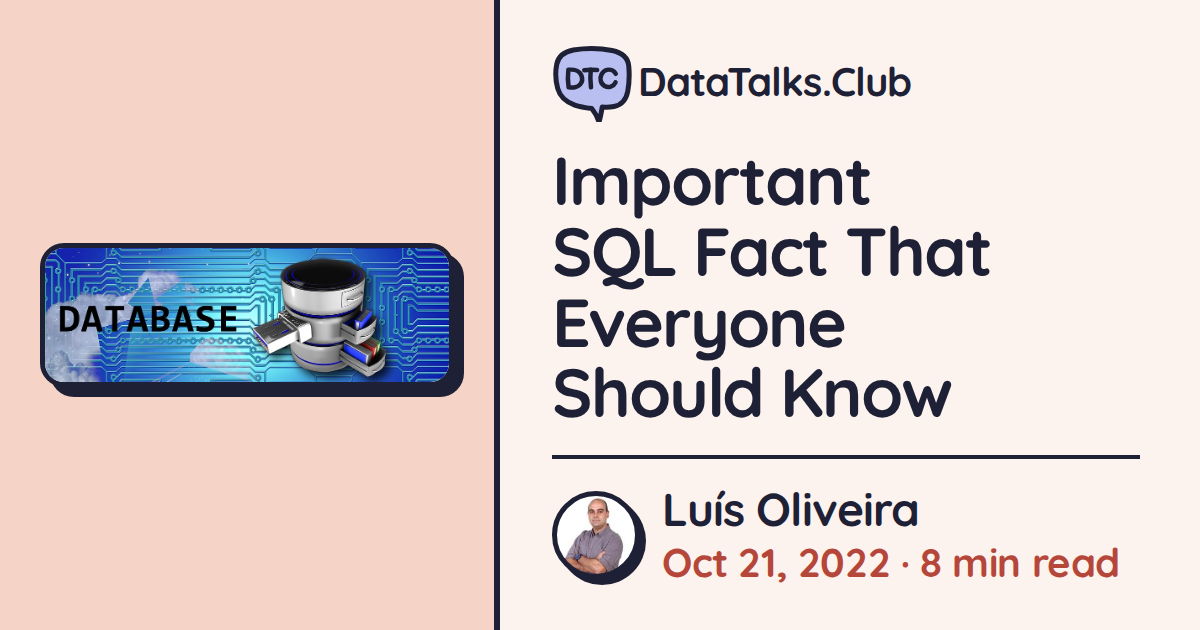 DATABASE
DTC
DataTalks.Club
Important
SQL Fact That
Everyone
Should Know
Luís Oliveira
Oct 21, 2022 · 8 min read